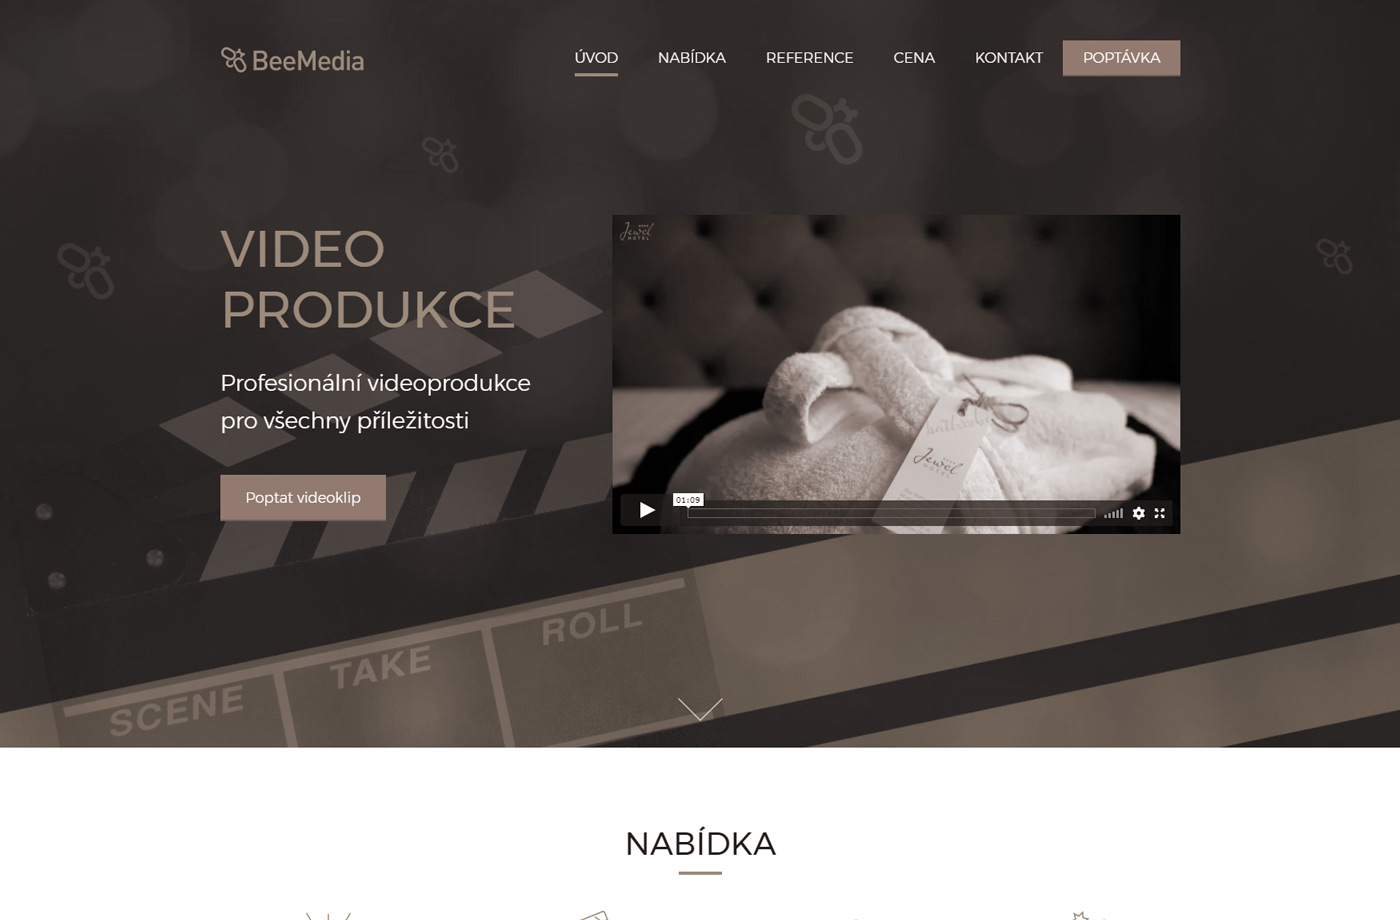 BeeMedia
ÚVOD NABÍDKA REFERENCE CENA KONTAKT POPTÁVKA
VIDEO
PRODUKCE
Profesionální videoprodukce
pro všechny příležitosti
Poptat videoklip
Jewel
HOTEL
Jewel
HOTEL
01:09
SCENE TAKE ROLL
NABÍDKA